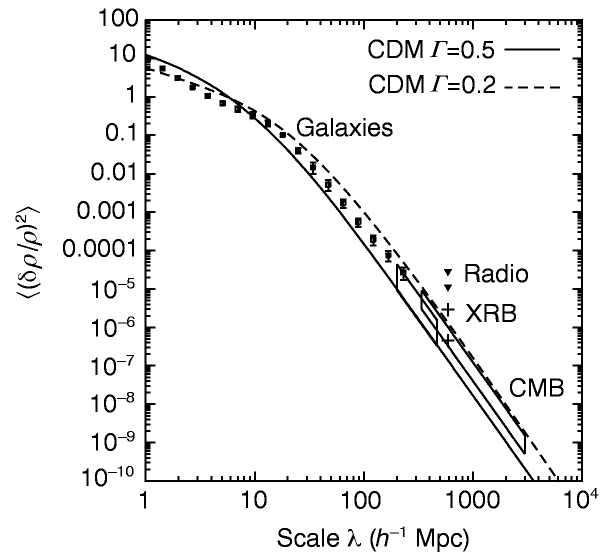 100
10
1
0.1
0.01
0.001
0.0001
10⁻⁵
10⁻⁶
10⁻⁷
10⁻⁸
10⁻⁹
10⁻¹⁰
⟨(δρ/ρ)²⟩
CDM Γ=0.5
CDM Γ=0.2
Galaxies
Radio
XRB
CMB
1 10 100 1000 10⁴
Scale λ (h⁻¹ Mpc)